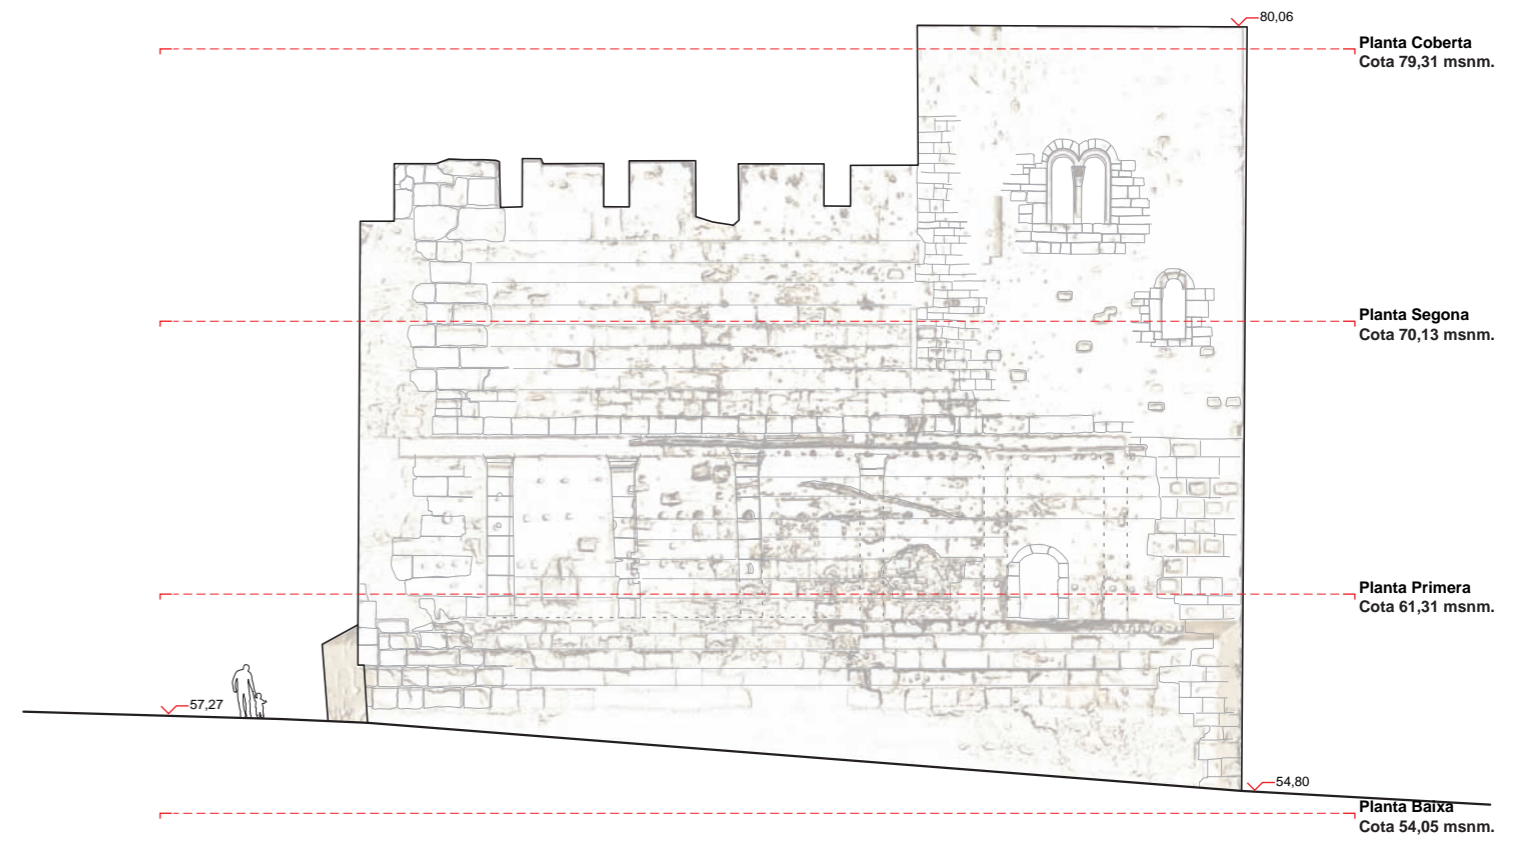 80,06
Planta Coberta
Cota 79,31 msnm.
Planta Segona
Cota 70,13 msnm.
Planta Primera
Cota 61,31 msnm.
57,27
54,80
Planta Baixa
Cota 54,05 msnm.